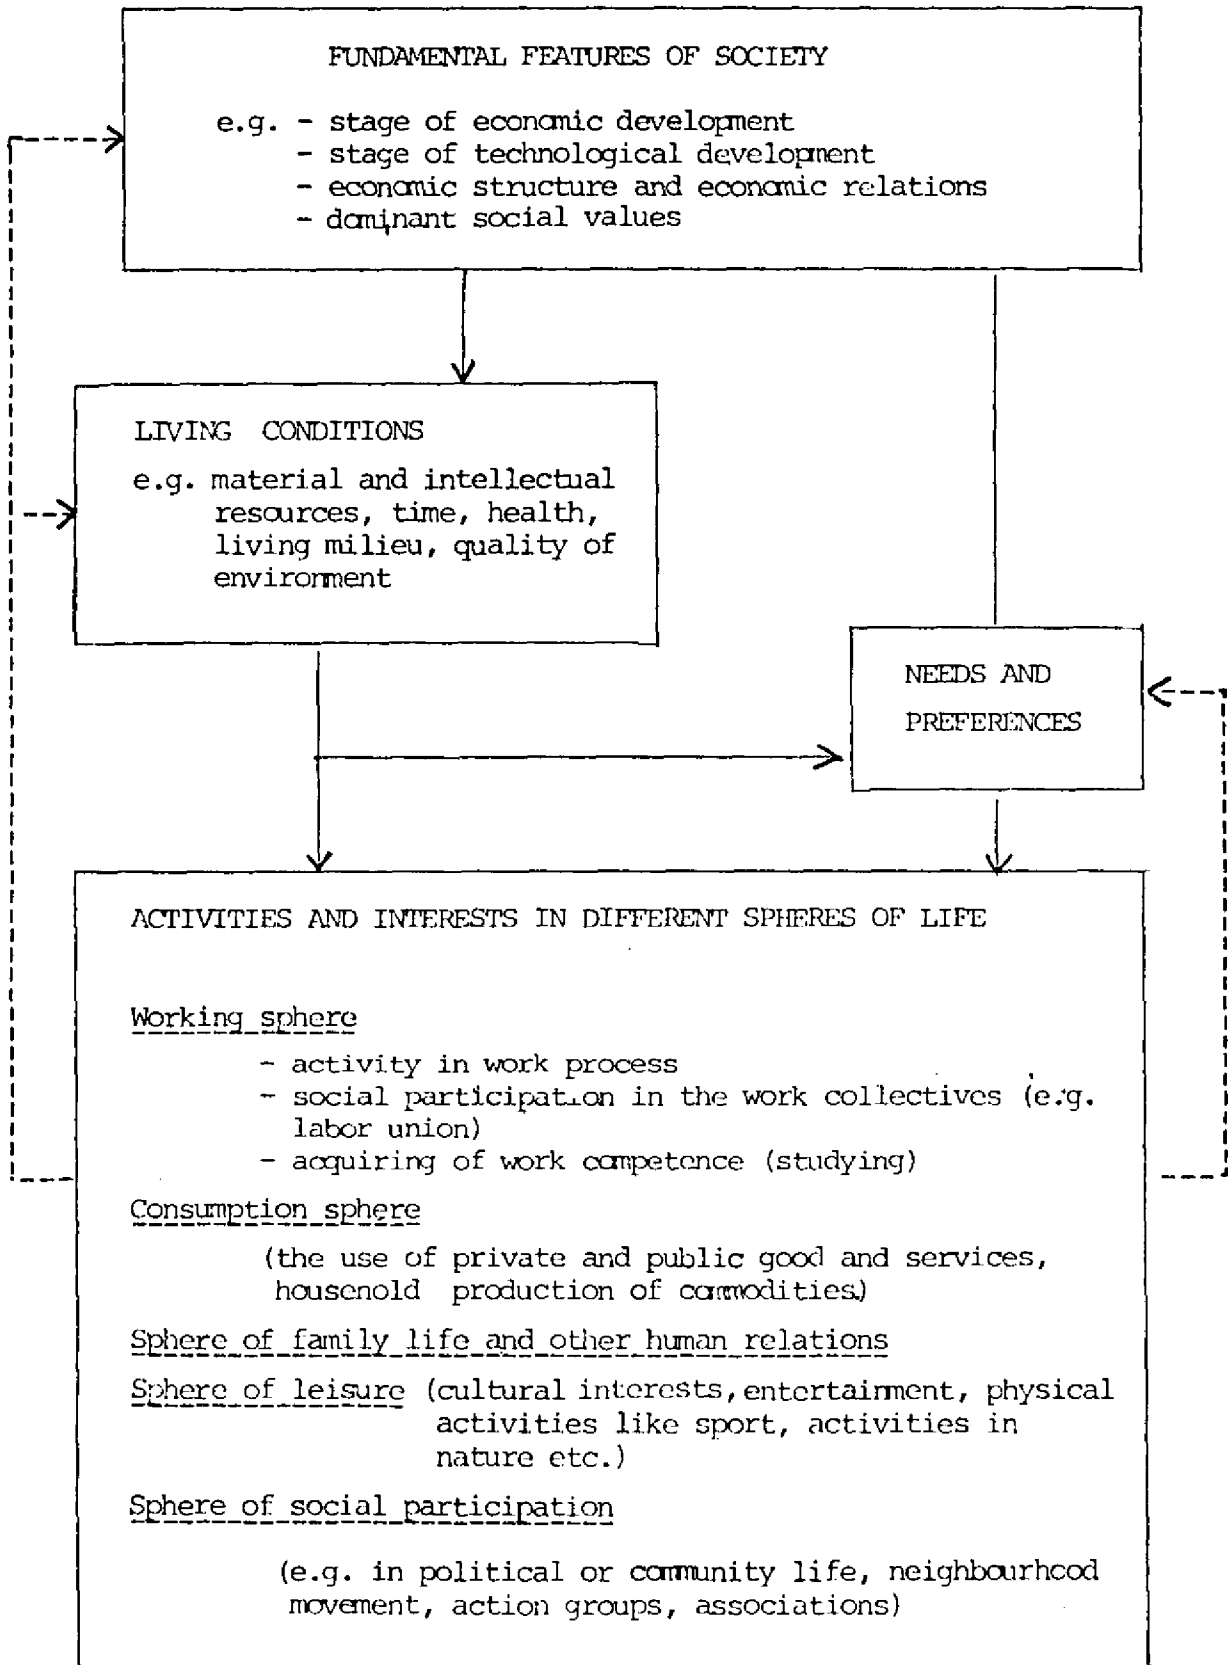 FUNDAMENTAL FEATURES OF SOCIETY
e.g. - stage of economic development
- stage of technological development
- economic structure and economic relations
- dominant social values
LIVING CONDITIONS
e.g. material and intellectual
resources, time, health,
living milieu, quality of
environment
NEEDS AND
PREFERENCES
ACTIVITIES AND INTERESTS IN DIFFERENT SPHERES OF LIFE
Working sphere
- activity in work process
- social participation in the work collectives (e.g.
labor union)
- acquiring of work competence (studying)
Consumption sphere
(the use of private and public good and services,
household production of commodities)
Sphere of family life and other human relations
Sphere of leisure (cultural interests, entertainment, physical
activities like sport, activities in
nature etc.)
Sphere of social participation
(e.g. in political or community life, neighbourhood
movement, action groups, associations)